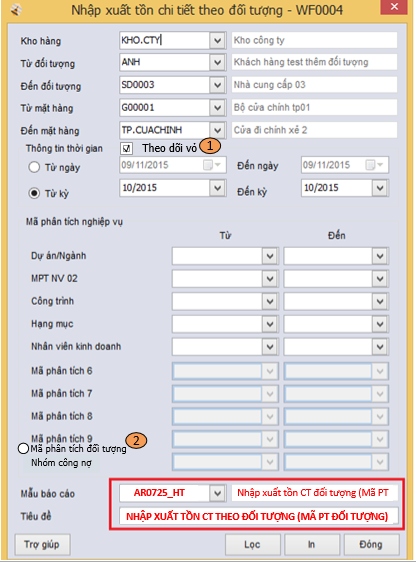 Nhập xuất tồn chi tiết theo đối tượng - WF0004
Kho hàng KHO.CTY Kho công ty
Từ đối tượng ANH Khách hàng test thêm đối tượng
Đến đối tượng SD0003 Nhà cung cấp 03
Từ mặt hàng G00001 Bộ cửa chính tp01
Đến mặt hàng TP.CUACHINH Cửa đi chính xẻ 2
Thông tin thời gian Theo dõi vỏ 1
Từ ngày 09/11/2015 Đến ngày 09/11/2015
Từ kỳ 10/2015 Đến kỳ 10/2015
Mã phân tích nghiệp vụ
Từ Đến
Dự án/Ngành
MPT NV 02
Công trình
Hạng mục
Nhân viên kinh doanh
Mã phân tích 6
Mã phân tích 7
Mã phân tích 8
Mã phân tích 9 2
Mã phân tích đối tượng
Nhóm công nợ
Mẫu báo cáo AR0725_HT Nhập xuất tồn CT đối tượng (Mã PT
Tiêu đề NHẬP XUẤT TỒN CT THEO ĐỐI TƯỢNG (MÃ PT ĐỐI TƯỢNG)
Trợ giúp Lọc In Đóng